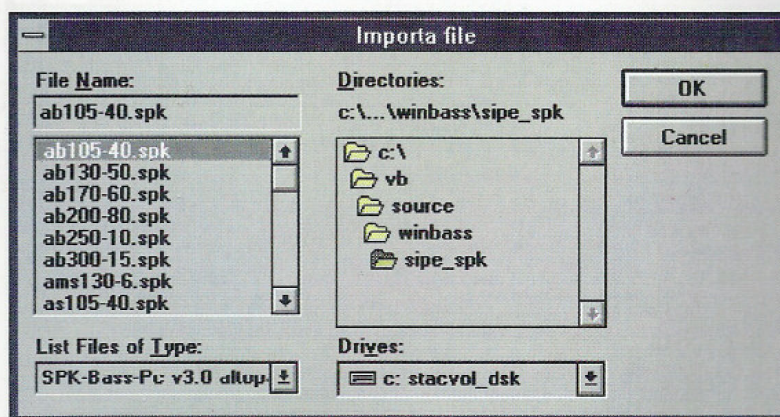 Importa file
File Name:
ab105-40.spk
ab105-40.spk
ab130-50.spk
ab170-60.spk
ab200-80.spk
ab250-10.spk
ab300-15.spk
ams130-6.spk
as105-40.spk
List Files of Type:
SPK-Bass-Pc v3.0 altop
Directories:
c:\...\winbass\sipe_spk
c:\
vb
source
winbass
sipe_spk
Drives:
c: stacvol_dsk
OK
Cancel